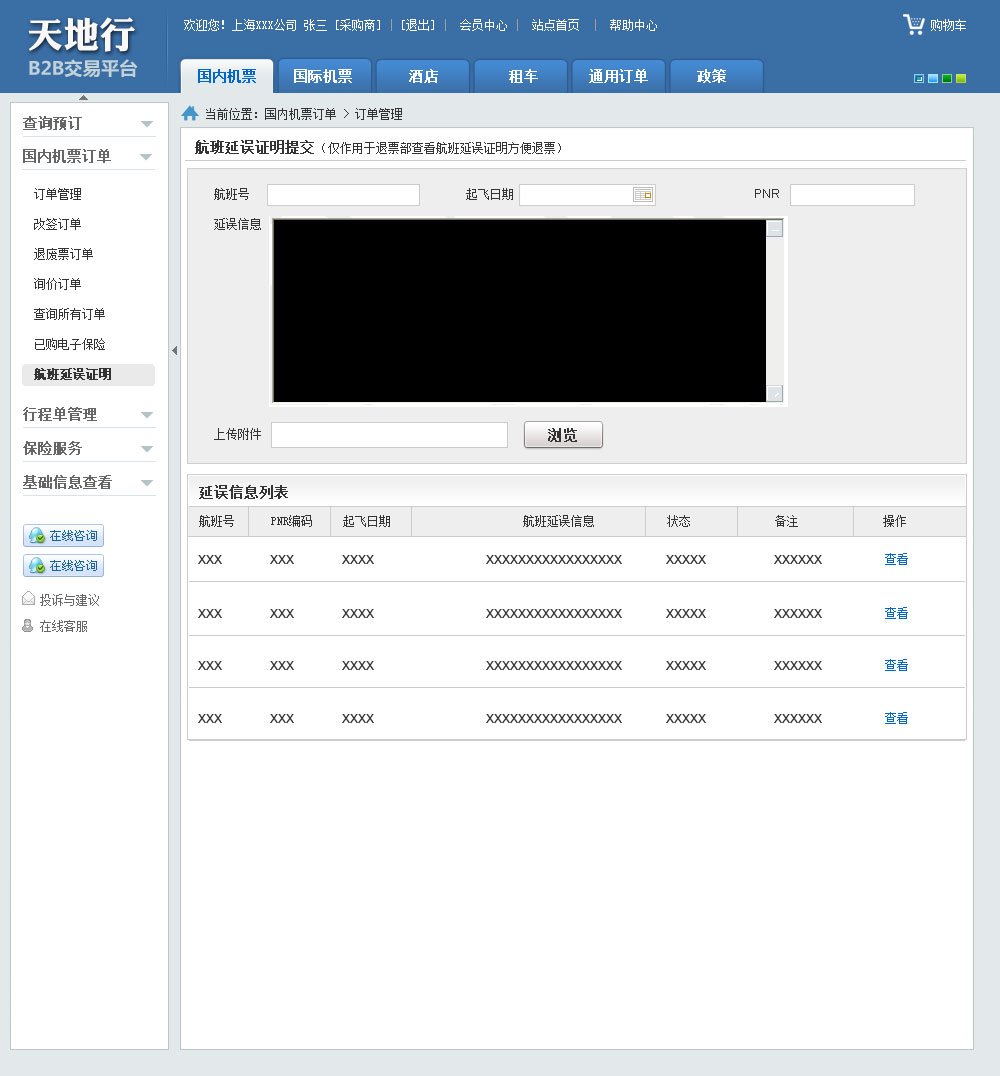 天地行
B2B交易平台
欢迎您! 上海XXX公司 张三 [采购商] | [退出] | 会员中心 | 站点首页 | 帮助中心
购物车
国内机票 国际机票 酒店 租车 通用订单 政策
查询预订
国内机票订单
订单管理
改签订单
退废票订单
询价订单
查询所有订单
已购电子保险
航班延误证明
行程单管理
保险服务
基础信息查看
在线咨询
在线咨询
投诉与建议
在线客服
当前位置: 国内机票订单 > 订单管理
航班延误证明提交（仅作用于退票部查看航班延误证明方便退票）
航班号 起飞日期 PNR
延误信息
上传附件 浏览
延误信息列表
航班号 PNR编码 起飞日期 航班延误信息 状态 备注 操作
XXX XXX XXXX XXXXXXXXXXXXXXXXX XXXXX XXXXXX 查看
XXX XXX XXXX XXXXXXXXXXXXXXXXX XXXXX XXXXXX 查看
XXX XXX XXXX XXXXXXXXXXXXXXXXX XXXXX XXXXXX 查看
XXX XXX XXXX XXXXXXXXXXXXXXXXX XXXXX XXXXXX 查看